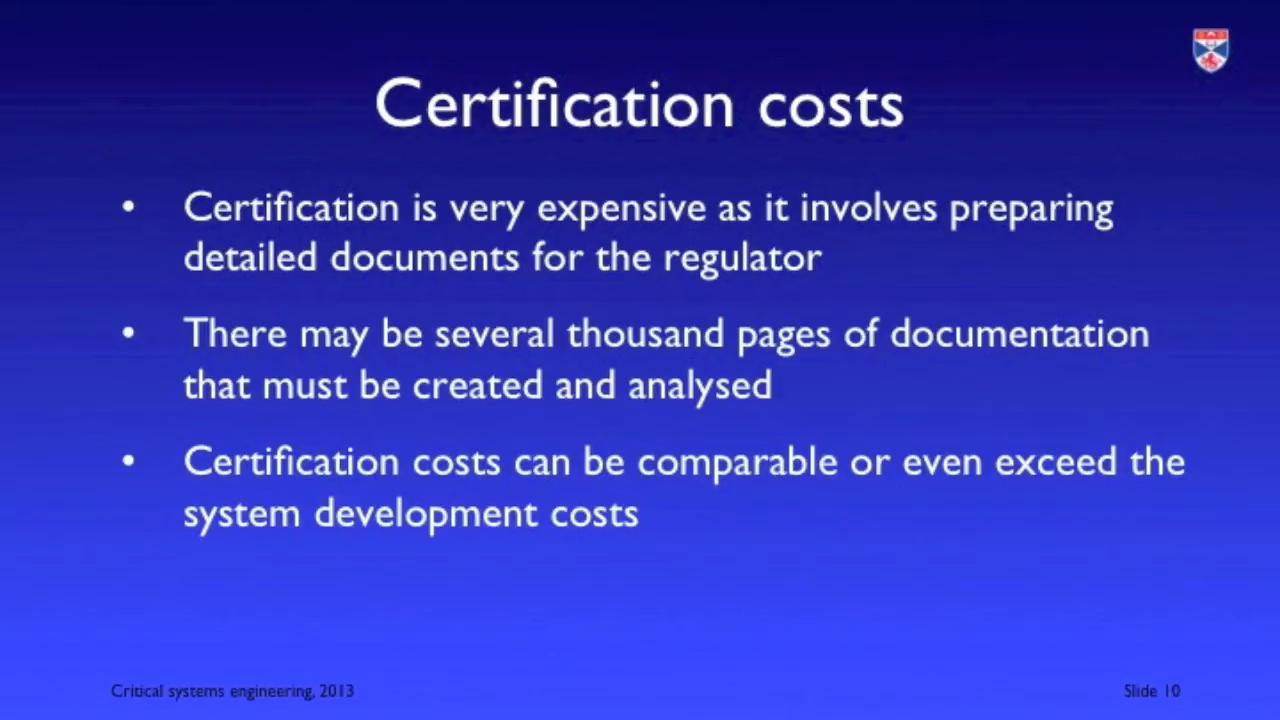 Certification costs
• Certification is very expensive as it involves preparing
detailed documents for the regulator
• There may be several thousand pages of documentation
that must be created and analysed
• Certification costs can be comparable or even exceed the
system development costs
Critical systems engineering, 2013
Slide 10